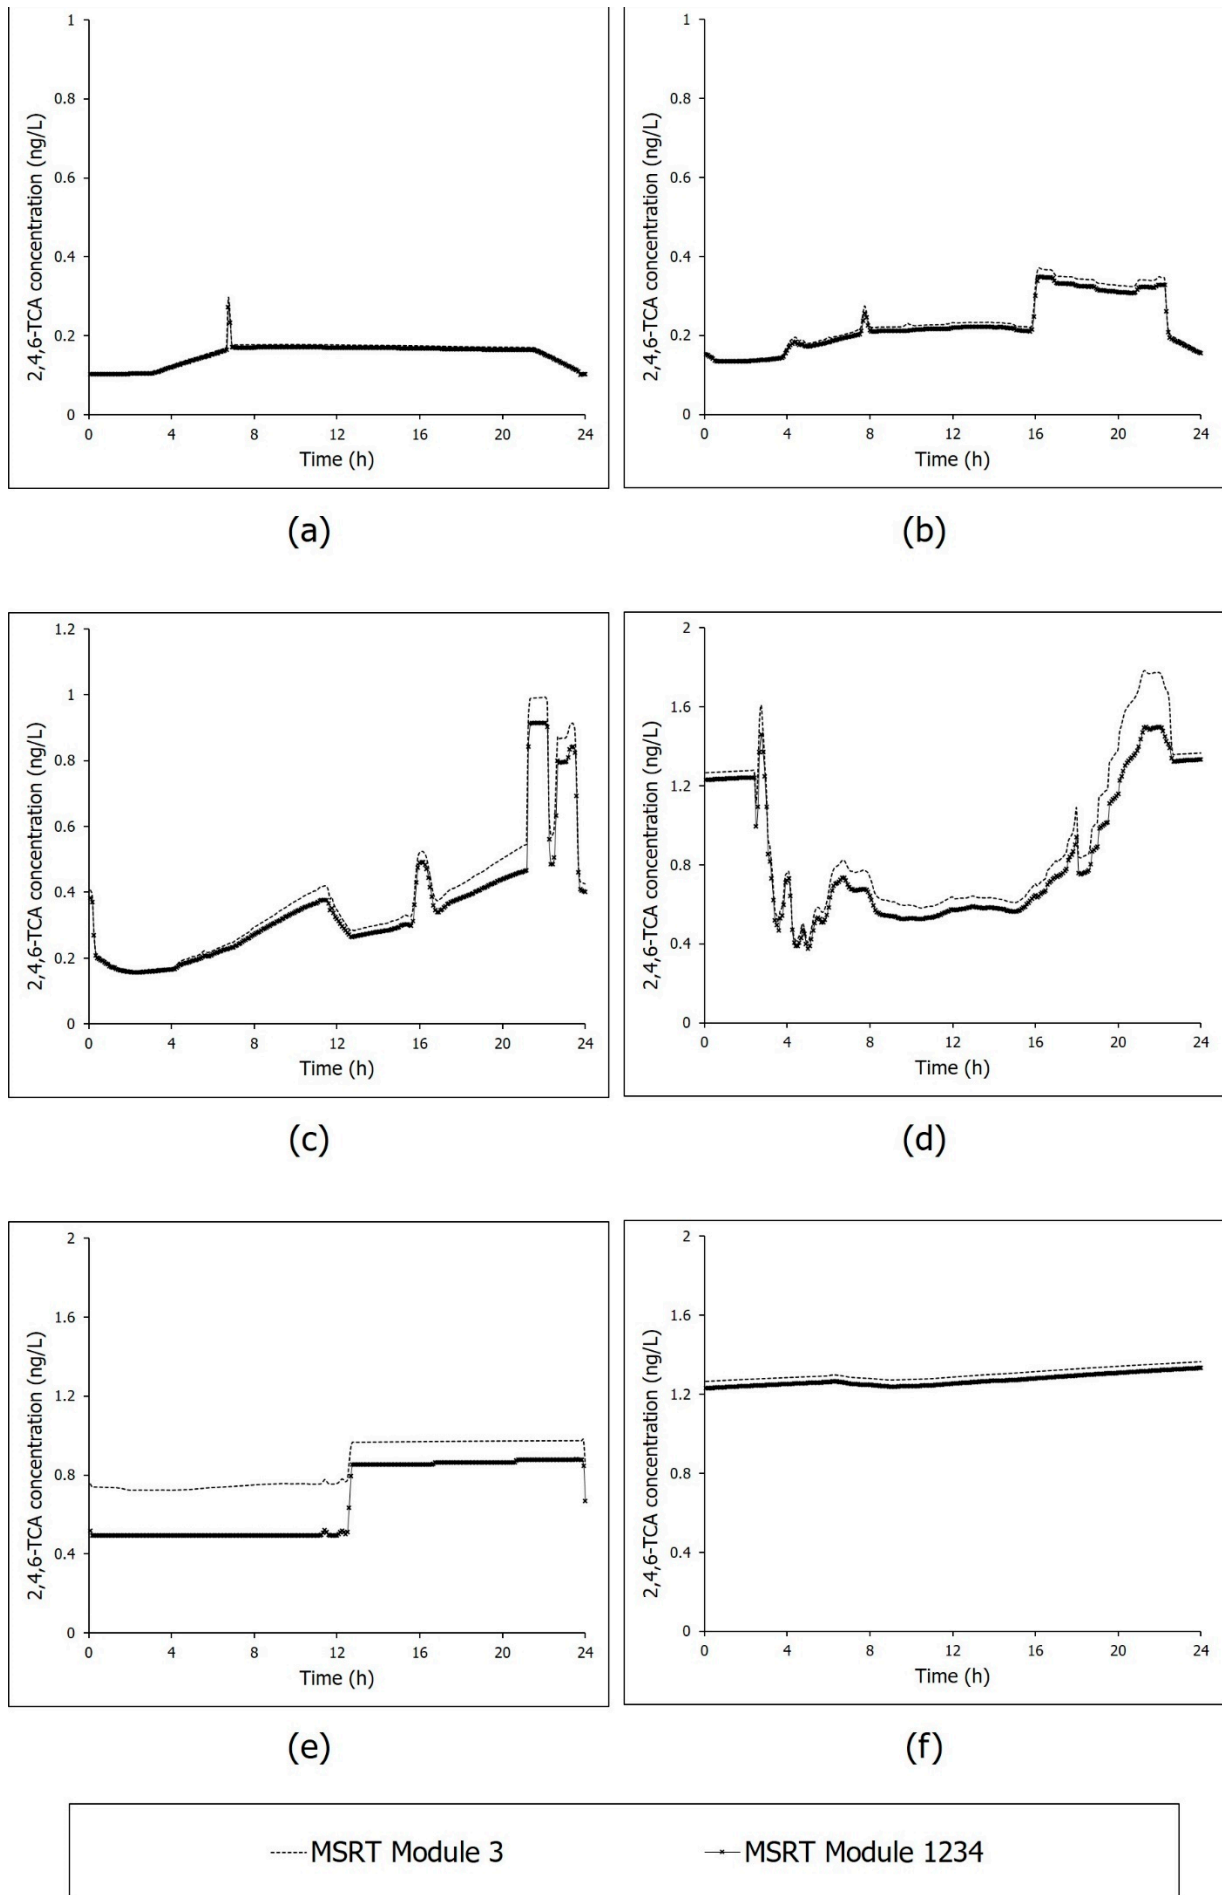 2,4,6-TCA concentration (ng/L)
1
0.8
0.6
0.4
0.2
0
0 4 8 12 16 20 24
Time (h)
(a)
2,4,6-TCA concentration (ng/L)
1
0.8
0.6
0.4
0.2
0
0 4 8 12 16 20 24
Time (h)
(b)
2,4,6-TCA concentration (ng/L)
1.2
1
0.8
0.6
0.4
0.2
0
0 4 8 12 16 20 24
Time (h)
(c)
2,4,6-TCA concentration (ng/L)
2
1.6
1.2
0.8
0.4
0
0 4 8 12 16 20 24
Time (h)
(d)
2,4,6-TCA concentration (ng/L)
2
1.6
1.2
0.8
0.4
0
0 4 8 12 16 20 24
Time (h)
(e)
2,4,6-TCA concentration (ng/L)
2
1.6
1.2
0.8
0.4
0
0 4 8 12 16 20 24
Time (h)
(f)
MSRT Module 3
MSRT Module 1234